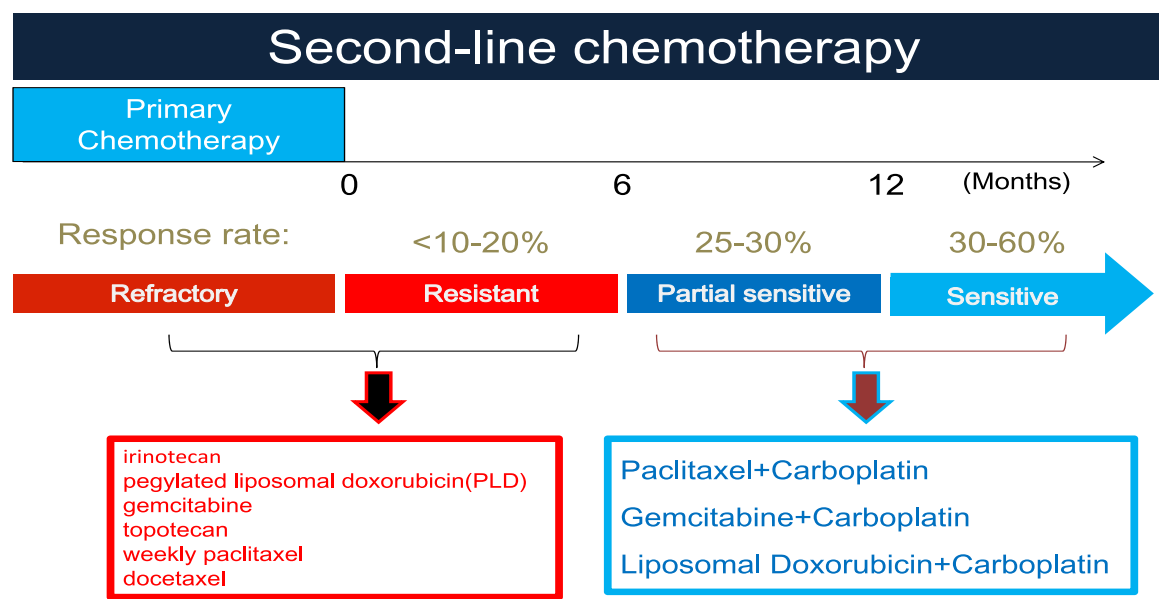 Second-line chemotherapy
Primary
Chemotherapy
0 6 12 (Months)
Response rate: <10-20% 25-30% 30-60%
Refractory Resistant Partial sensitive Sensitive
irinotecan
pegylated liposomal doxorubicin(PLD)
gemcitabine
topotecan
weekly paclitaxel
docetaxel
Paclitaxel+Carboplatin
Gemcitabine+Carboplatin
Liposomal Doxorubicin+Carboplatin